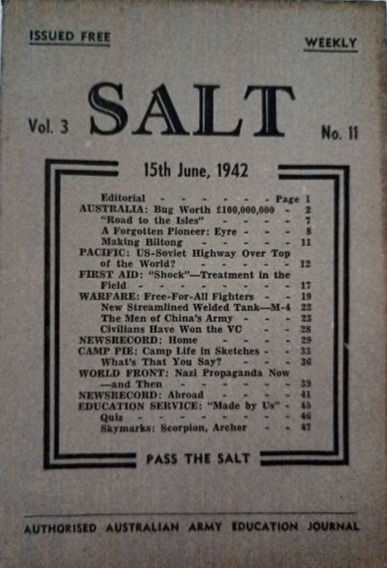 ISSUED FREE
WEEKLY
SALT
Vol. 3
No. 11
15th June, 1942
Editorial - - - - - - Page 1
AUSTRALIA: Bug Worth £100,000,000 - 2
"Road to the Isles" - - - - 7
A Forgotten Pioneer: Eyre - - - 8
Making Biltong - - - - 11
PACIFIC: US-Soviet Highway Over Top
of the World? - - - - 12
FIRST AID: "Shock"—Treatment in the
Field - - - - - - - 17
WARFARE: Free-For-All Fighters - - 19
New Streamlined Welded Tank—M-4 22
The Men of China's Army - - 23
Civilians Have Won the VC - - 28
NEWSRECORD: Home - - - - 29
CAMP PIE: Camp Life in Sketches - - 33
What's That You Say? - - - 36
WORLD FRONT: Nazi Propaganda Now
—and Then - - - - - 39
NEWSRECORD: Abroad - - - - 41
EDUCATION SERVICE: "Made by Us" - 45
Quiz - - - - - - - 46
Skymarks: Scorpion, Archer - - 47
PASS THE SALT
AUTHORISED AUSTRALIAN ARMY EDUCATION JOURNAL